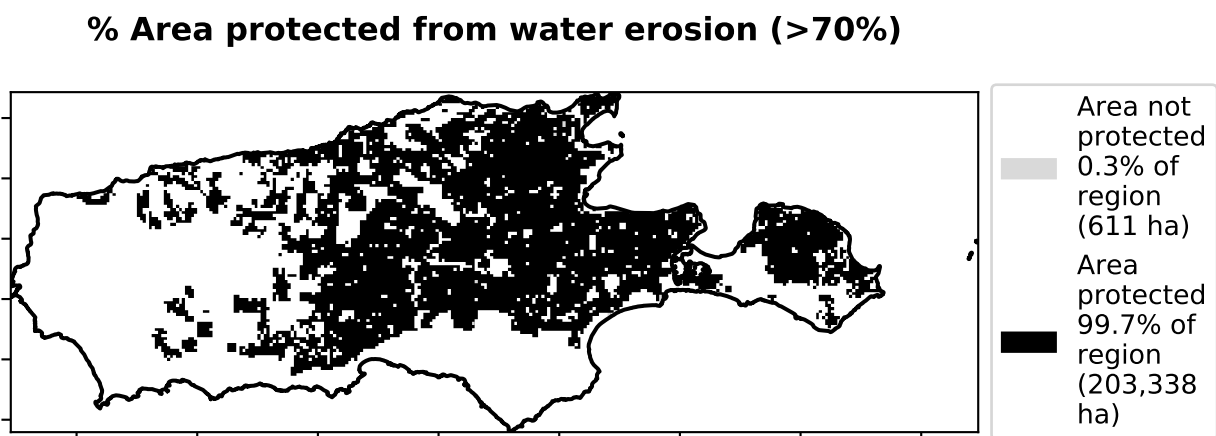 % Area protected from water erosion (>70%)
Area not
protected
0.3% of
region
(611 ha)
Area
protected
99.7% of
region
(203,338
ha)